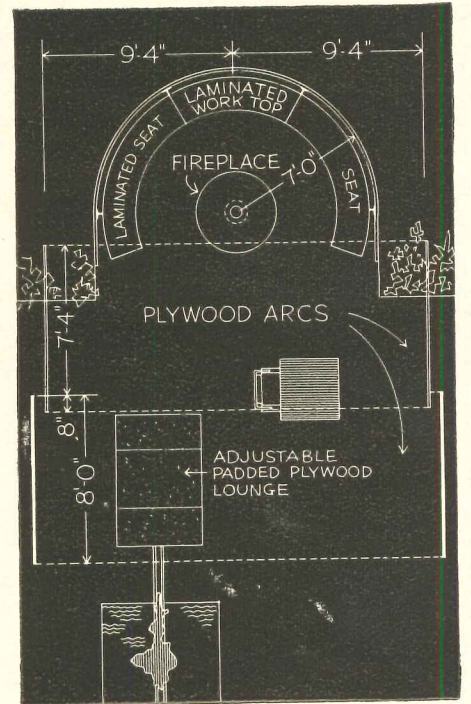 9'-4"
9'-4"
LAMINATED
WORK TOP
LAMINATED SEAT
SEAT
FIREPLACE
7'-0"
7'-4"
PLYWOOD ARCS
8"
8'-0"
ADJUSTABLE
PADDED PLYWOOD
LOUNGE